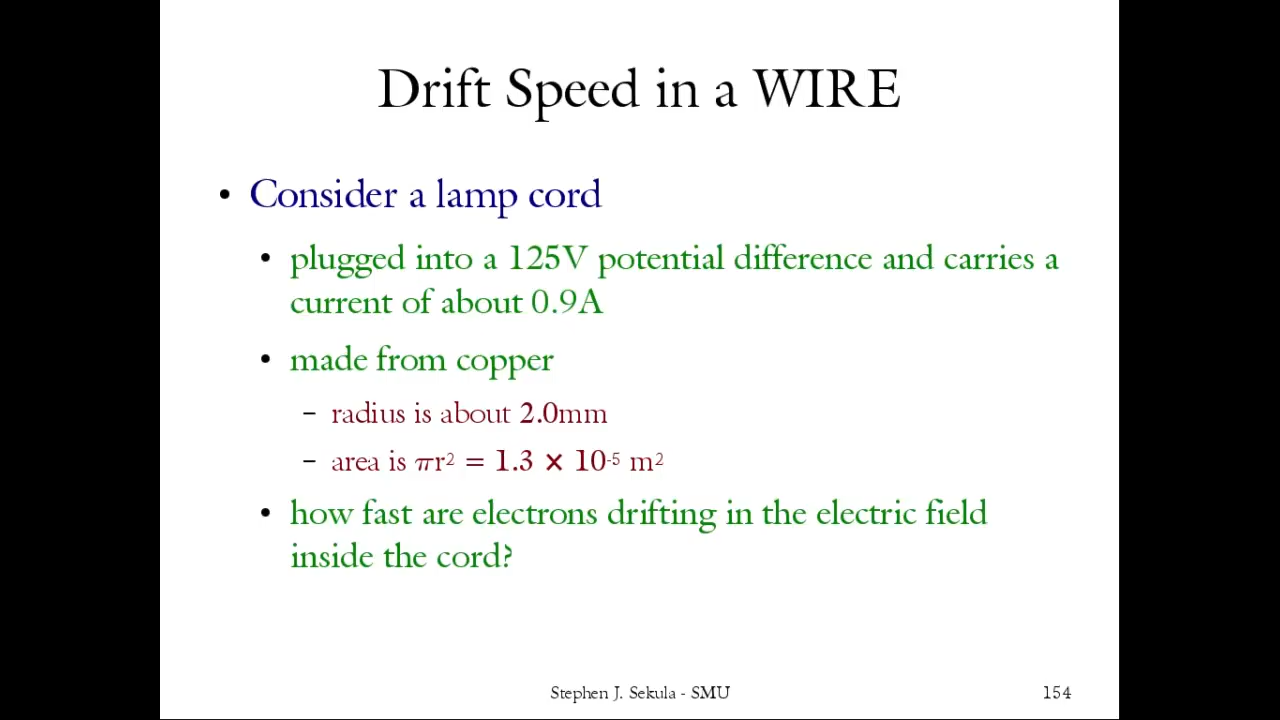 Drift Speed in a WIRE
• Consider a lamp cord
• plugged into a 125V potential difference and carries a
current of about 0.9A
• made from copper
– radius is about 2.0mm
– area is πr² = 1.3 × 10⁻⁵ m²
• how fast are electrons drifting in the electric field
inside the cord?
Stephen J. Sekula - SMU 154